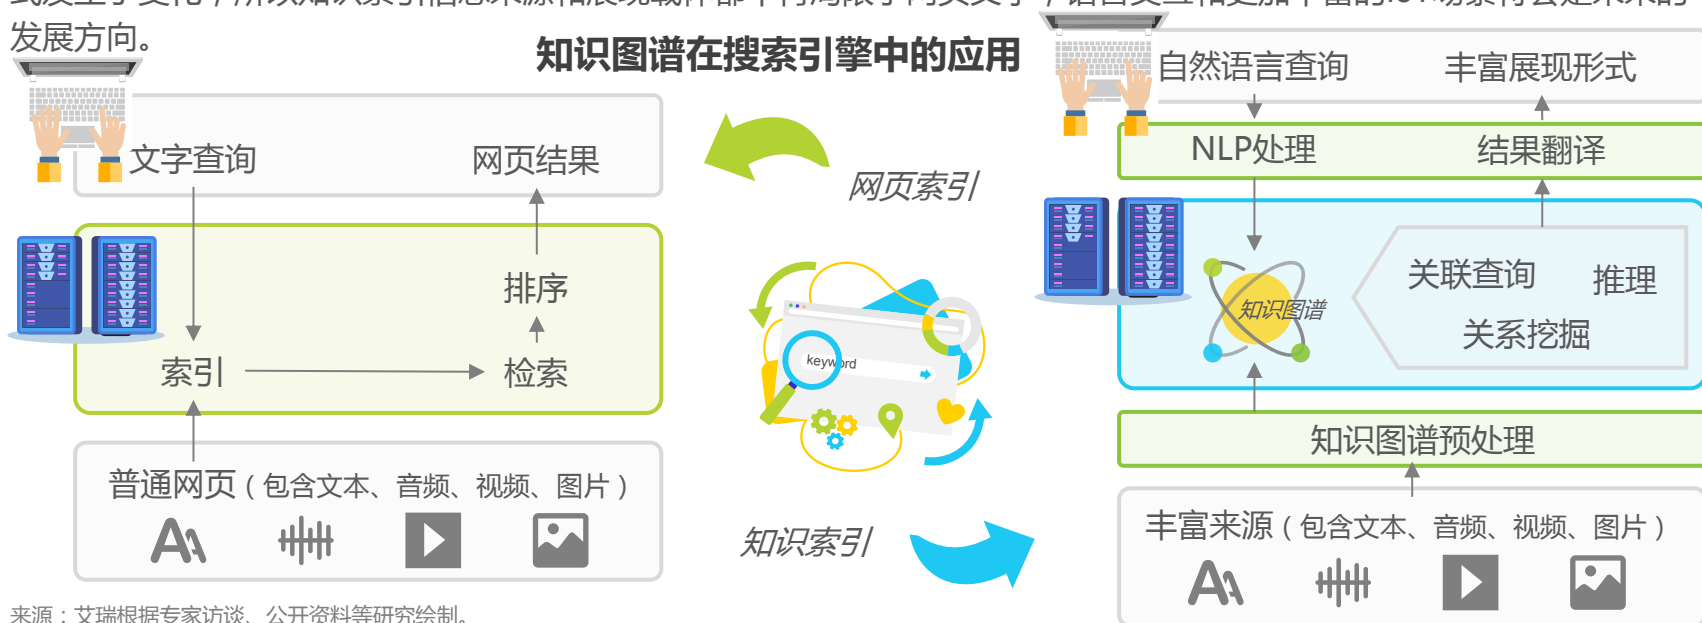 发展方向。
知识图谱在搜索引擎中的应用
文字查询
网页结果
排序
索引
检索
普通网页（包含文本、音频、视频、图片）
网页索引
keyword
知识索引
自然语言查询
丰富展现形式
NLP处理
结果翻译
知识图谱
关联查询
推理
关系挖掘
知识图谱预处理
丰富来源（包含文本、音频、视频、图片）
来源：艾瑞根据专家访谈、公开资料等研究绘制。